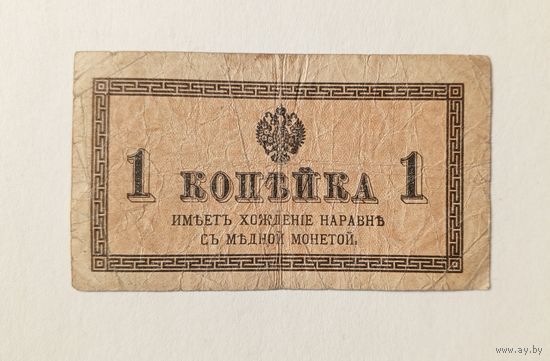 1 КОПѢЙКА 1
ИМѢЕТЪ ХОЖДЕНІЕ НАРАВНѢ
СЪ МѢДНОЙ МОНЕТОЙ.
www.ay.by